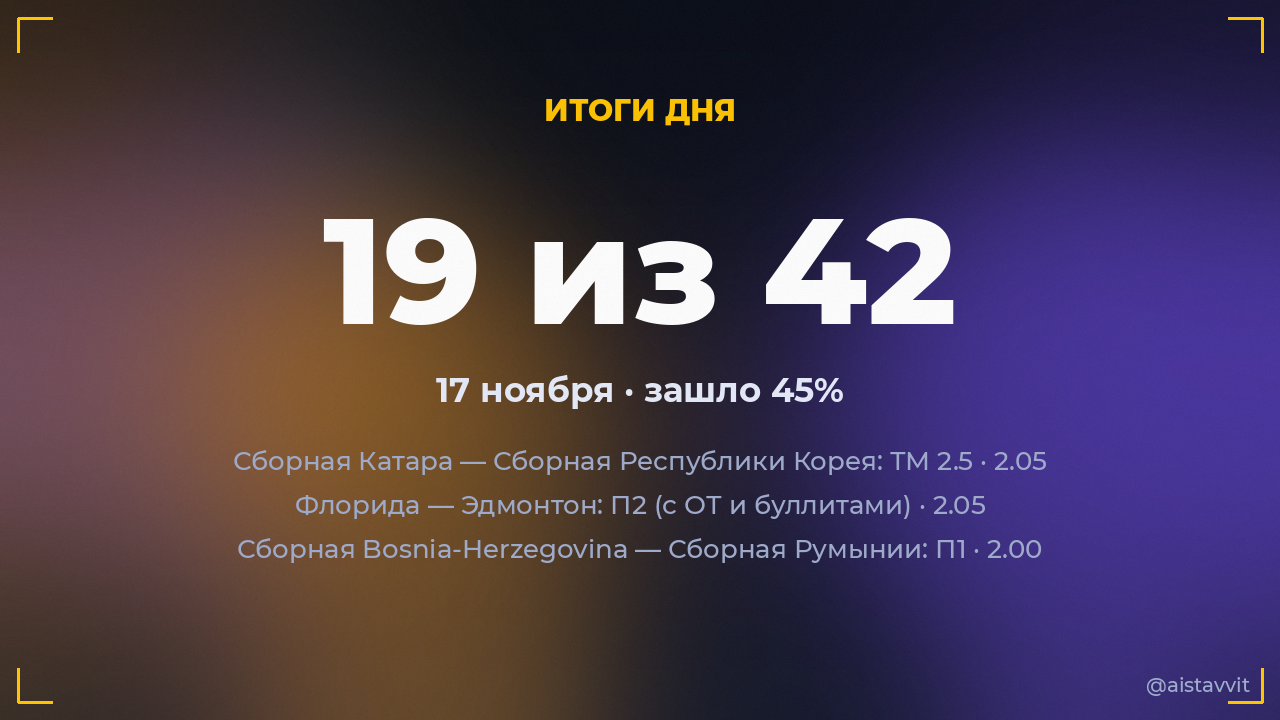 ИТОГИ ДНЯ
19 из 42
17 ноября · зашло 45%
Сборная Катара — Сборная Республики Корея: ТМ 2.5 · 2.05
Флорида — Эдмонтон: П2 (с ОТ и буллитами) · 2.05
Сборная Bosnia-Herzegovina — Сборная Румынии: П1 · 2.00
@aistavvit